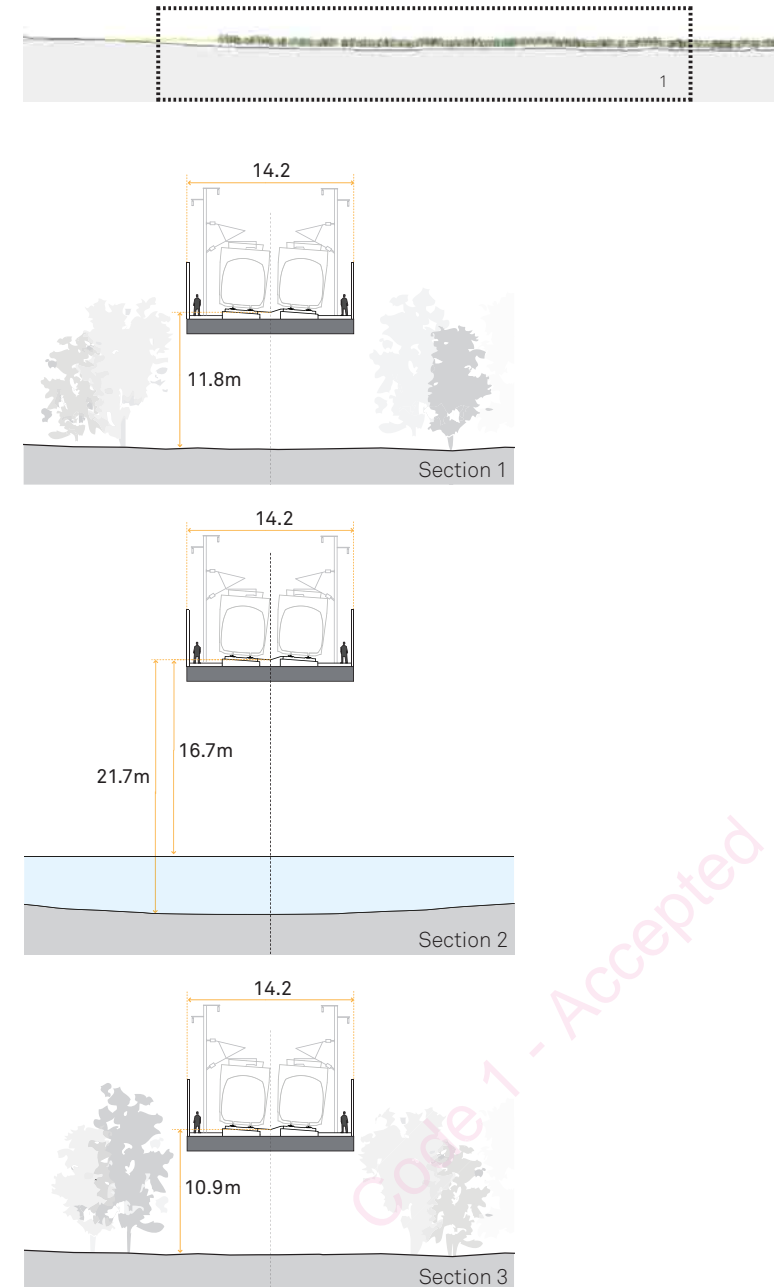 1
14.2
11.8m
Section 1
14.2
16.7m
21.7m
Section 2
14.2
10.9m
Section 3
Code 1 - Accepted